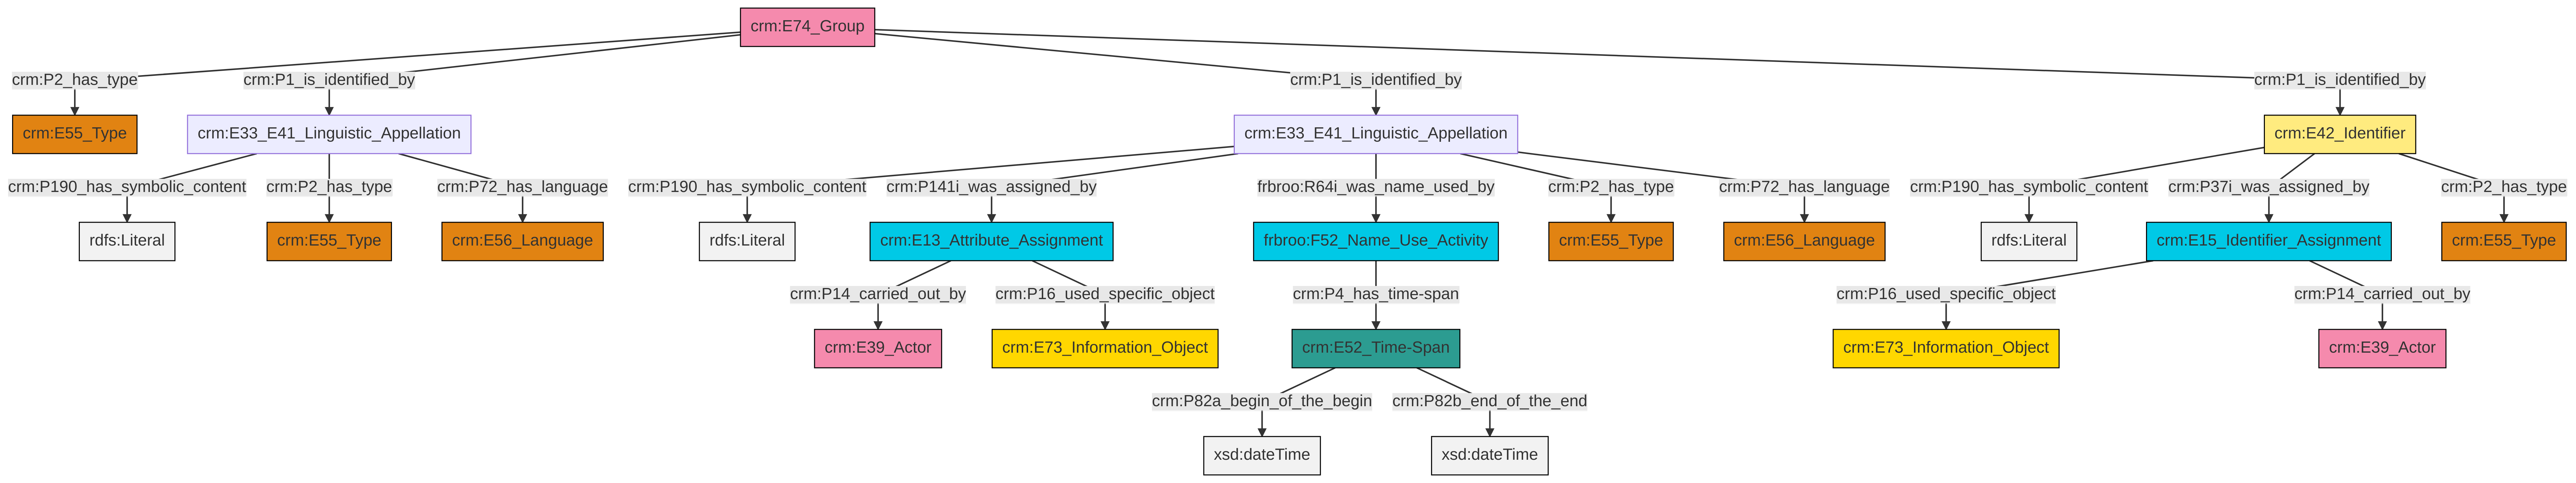 crm:E74_Group
crm:P2_has_type
crm:P1_is_identified_by
crm:P1_is_identified_by
crm:P1_is_identified_by
crm:E55_Type
crm:E33_E41_Linguistic_Appellation
crm:E33_E41_Linguistic_Appellation
crm:E42_Identifier
crm:P190_has_symbolic_content
crm:P2_has_type
crm:P72_has_language
crm:P190_has_symbolic_content
crm:P141i_was_assigned_by
frbroo:R64i_was_name_used_by
crm:P2_has_type
crm:P72_has_language
crm:P190_has_symbolic_content
crm:P37i_was_assigned_by
crm:P2_has_type
rdfs:Literal
crm:E55_Type
crm:E56_Language
rdfs:Literal
crm:E13_Attribute_Assignment
frbroo:F52_Name_Use_Activity
crm:E55_Type
crm:E56_Language
rdfs:Literal
crm:E15_Identifier_Assignment
crm:E55_Type
crm:P14_carried_out_by
crm:P16_used_specific_object
crm:P4_has_time-span
crm:P16_used_specific_object
crm:P14_carried_out_by
crm:E39_Actor
crm:E73_Information_Object
crm:E52_Time-Span
crm:E73_Information_Object
crm:E39_Actor
crm:P82a_begin_of_the_begin
crm:P82b_end_of_the_end
xsd:dateTime
xsd:dateTime